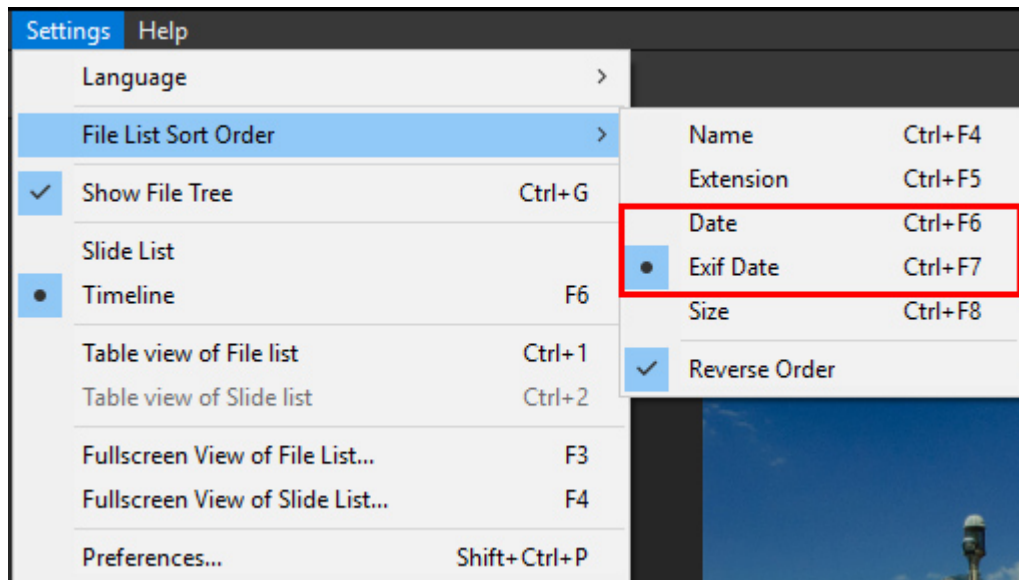 Settings Help
Language
File List Sort Order
Show File Tree Ctrl+G
Slide List
Timeline F6
Table view of File list Ctrl+1
Table view of Slide list Ctrl+2
Fullscreen View of File List... F3
Fullscreen View of Slide List... F4
Preferences... Shift+Ctrl+P
Name Ctrl+F4
Extension Ctrl+F5
Date Ctrl+F6
Exif Date Ctrl+F7
Size Ctrl+F8
Reverse Order